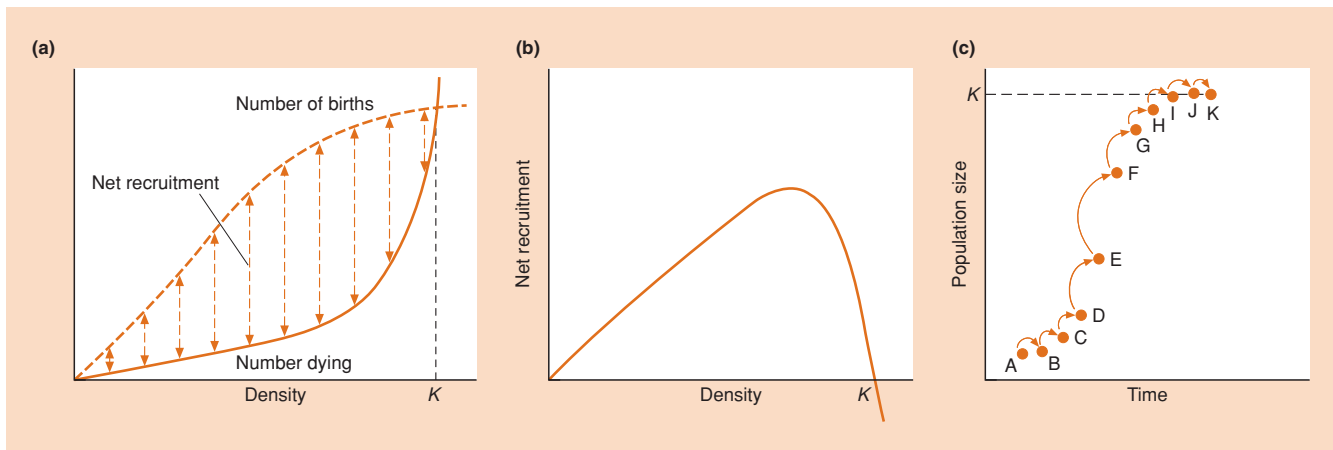 (a)
Number of births
Net recruitment
Number dying
Density
K
(b)
Net recruitment
Density
K
(c)
Population size
K
A
B
C
D
E
F
G
H
I
J
K
Time